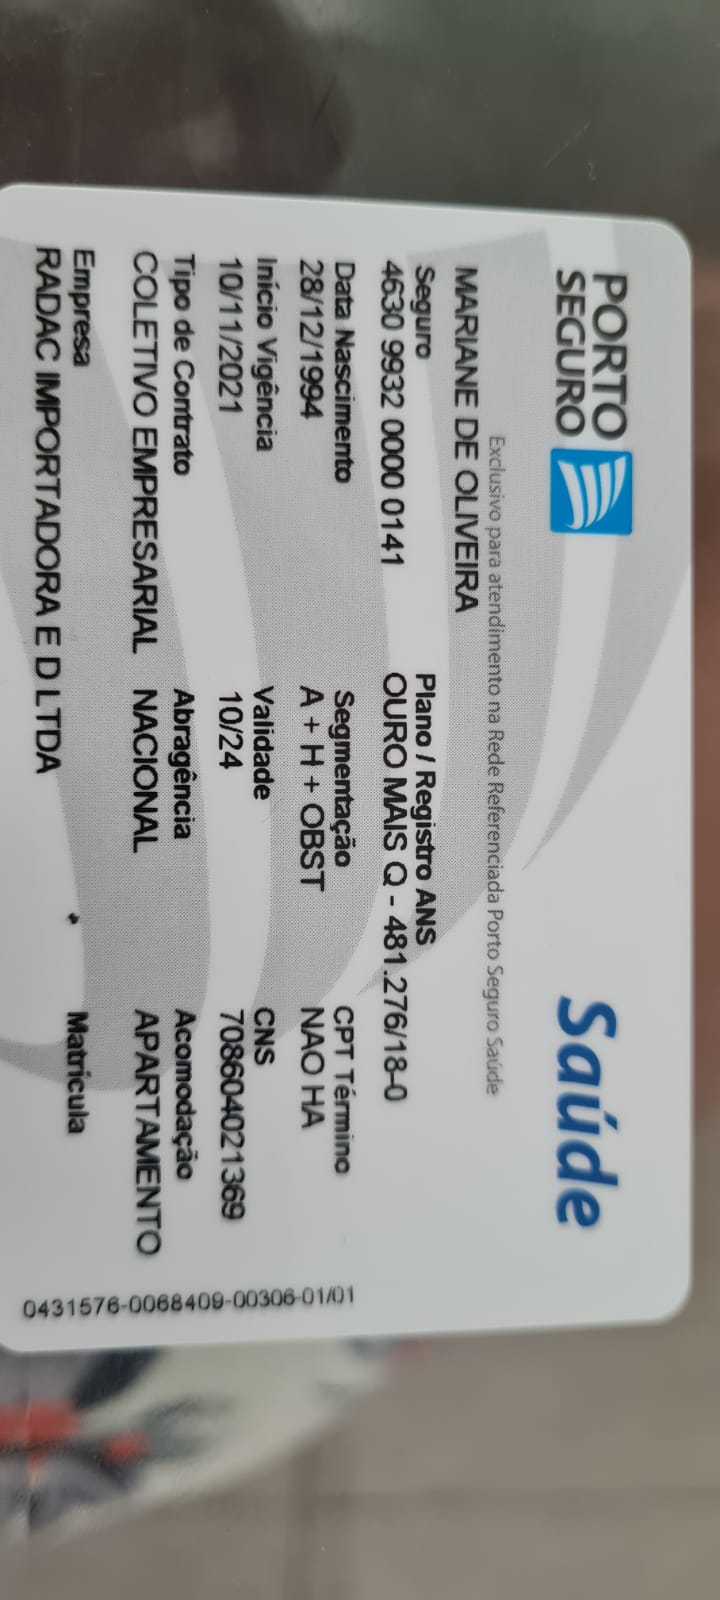 PORTO
SEGURO
Saúde
Exclusivo para atendimento na Rede Referenciada Porto Seguro Saúde
MARIANE DE OLIVEIRA
Seguro Plano / Registro ANS
4630 9932 0000 0141 OURO MAIS Q - 481.276/18-0
Data Nascimento Segmentação CPT Término
28/12/1994 A + H + OBST NAO HA
Início Vigência Validade CNS
10/11/2021 10/24 708604021369
Tipo de Contrato Abragência Acomodação
COLETIVO EMPRESARIAL NACIONAL APARTAMENTO
Empresa Matrícula
RADAC IMPORTADORA E D LTDA
0431576-0068409-00306-01/01